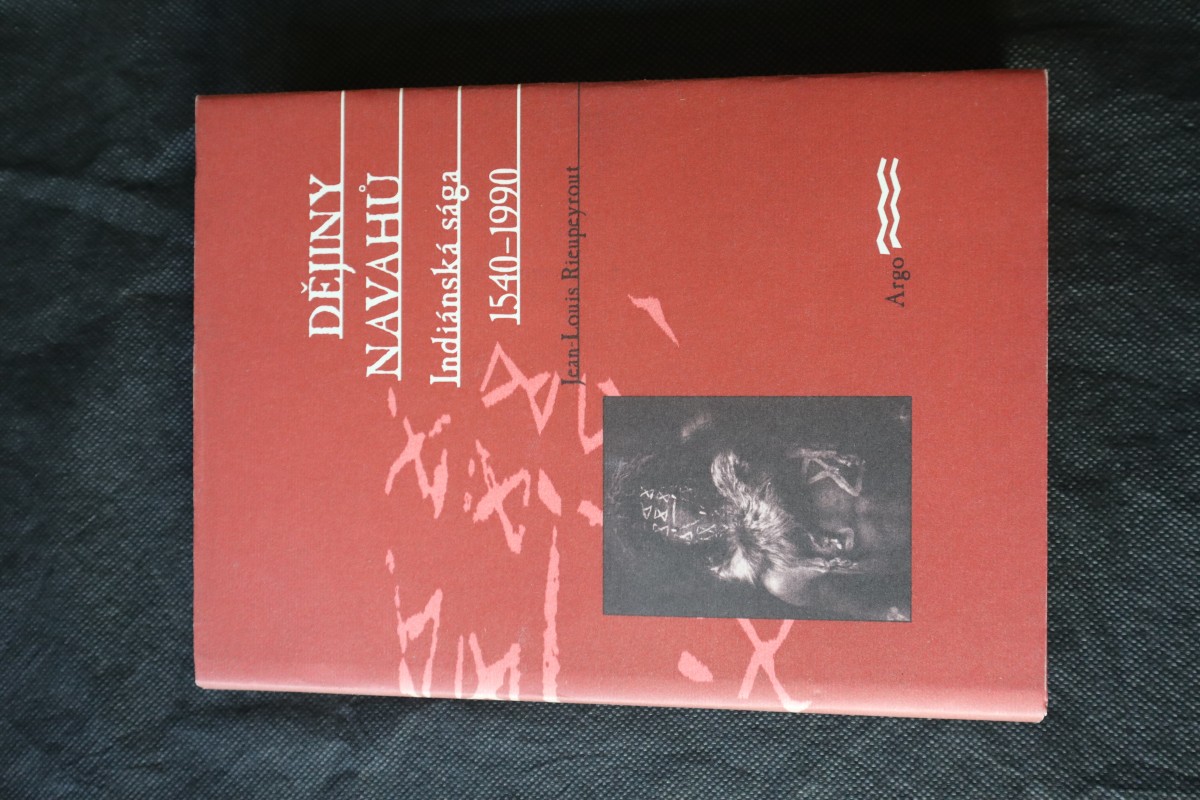 DĚJINY
NAVAHŮ
Indiánská sága
1540–1990
Jean-Louis Rieupeyrout
Argo